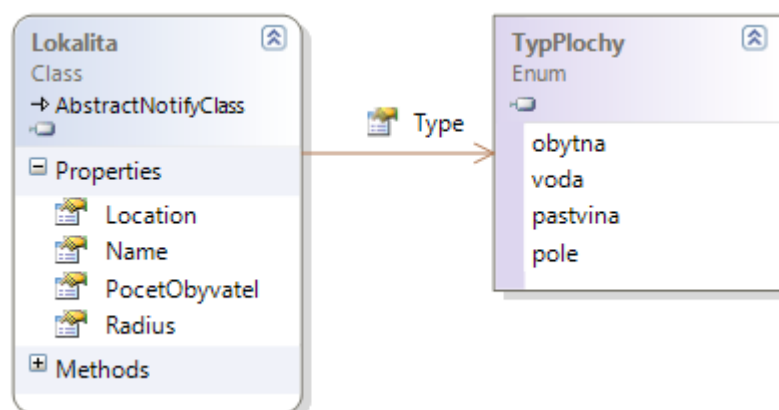 Lokalita
Class
AbstractNotifyClass
Properties
Location
Name
PocetObyvatel
Radius
Methods
Type
TypPlochy
Enum
obytna
voda
pastvina
pole